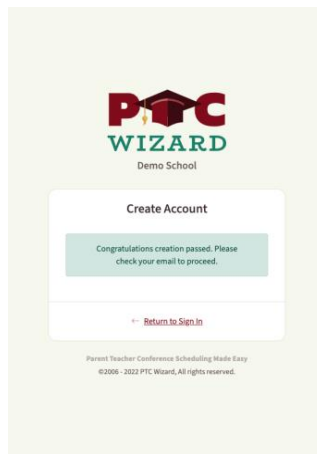 PTC
WIZARD
Demo School
Create Account
Congratulations creation passed. Please
check your email to proceed.
← Return to Sign In
Parent Teacher Conference Scheduling Made Easy
©2006 - 2022 PTC Wizard, All rights reserved.